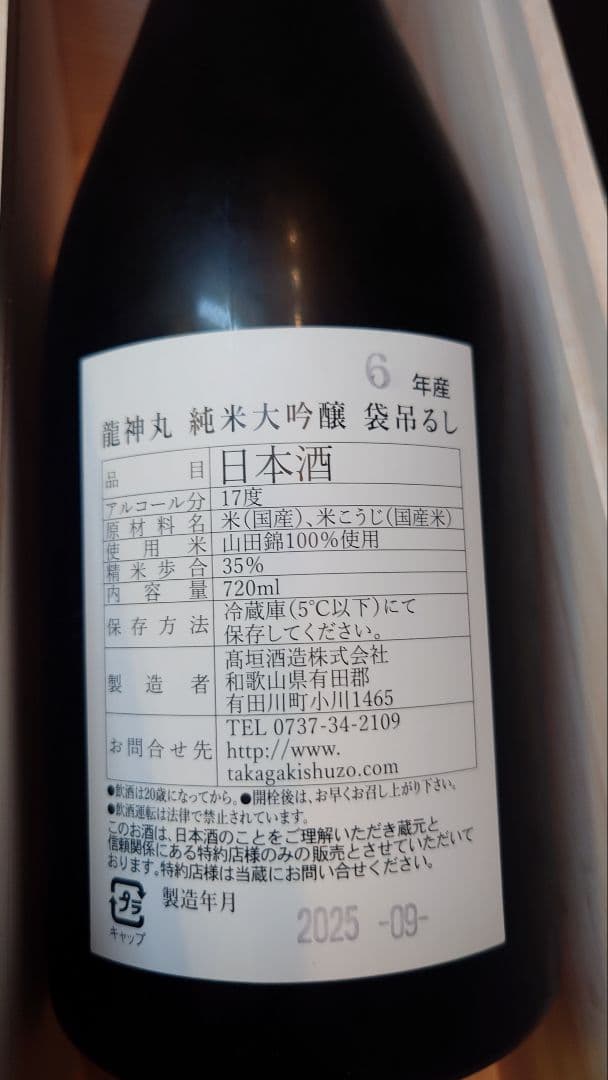 6 年産
龍神丸 純米大吟醸 袋吊るし
品目 日本酒
アルコール分 17度
原材料名 米(国産)、米こうじ(国産米)
使用米 山田錦100%使用
精米歩合 35%
内容量 720ml
保存方法 冷蔵庫(5℃以下)にて
保存してください。
製造者 髙垣酒造株式会社
和歌山県有田郡
有田川町小川1465
お問合せ先 TEL 0737-34-2109
http://www.
takagakishuzo.com
●飲酒は20歳になってから。●開栓後は、お早くお召し上がり下さい。
●飲酒運転は法律で禁止されています。
このお酒は、日本酒のことをご理解いただき蔵元と
信頼関係にある特約店様のみの販売とさせていただいて
おります。特約店様は当蔵にお問い合せください。
プラ
キャップ
製造年月
2025 -09-